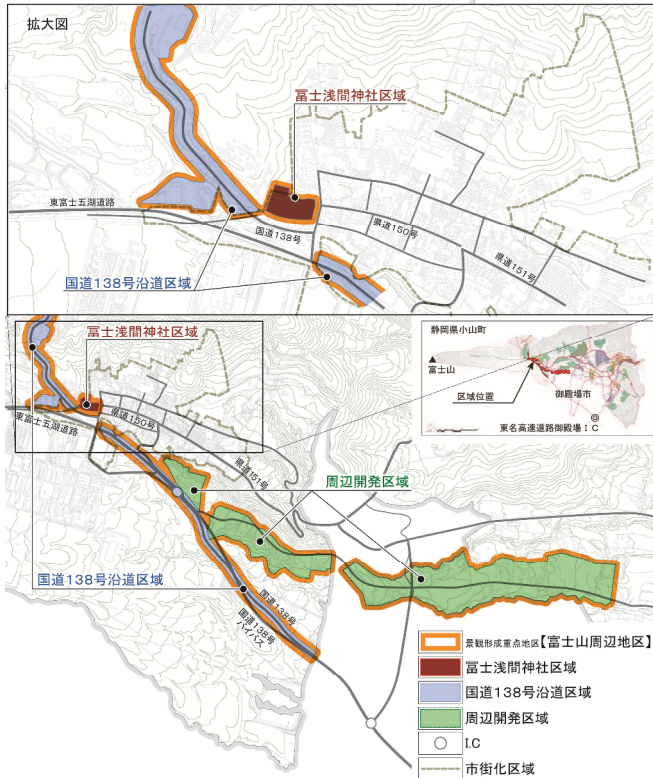 拡大図
冨士浅間神社区域
東富士五湖道路
国道138号
県道150号
県道151号
国道138号沿道区域
冨士浅間神社区域
県道150号
東富士五湖道路
県道151号
静岡県小山町
富士山
区域位置
御殿場市
東名高速道路御殿場IC
周辺開発区域
国道138号沿道区域
国道138号
国道138号
バイパス
景観形成重点地区【富士山周辺地区】
冨士浅間神社区域
国道138号沿道区域
周辺開発区域
I.C
市街化区域